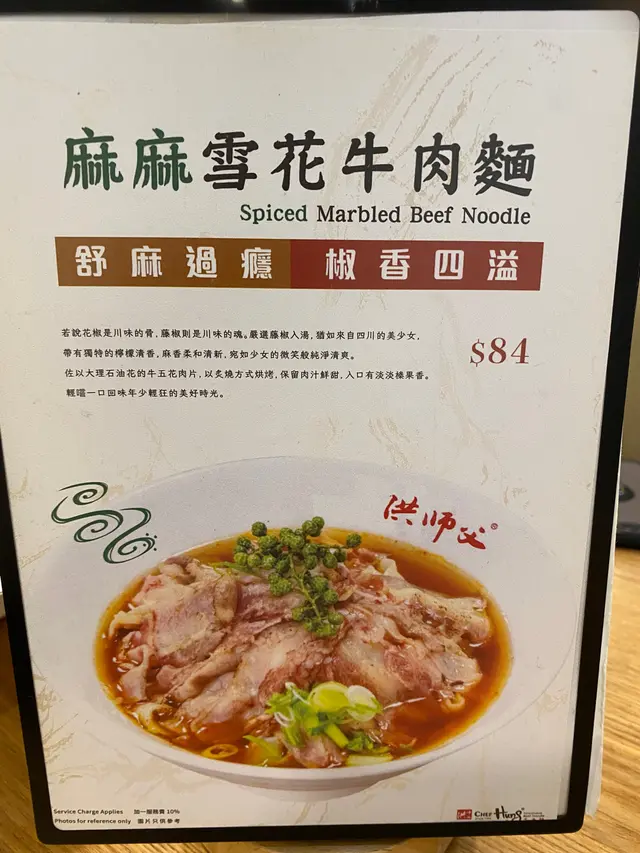 麻麻雪花牛肉麵
Spiced Marbled Beef Noodle
舒麻過癮 椒香四溢
若說花椒是川味的骨,藤椒則是川味的魂。嚴選藤椒入湯,猶如來自四川的美少女,
帶有獨特的檸檬清香,麻香柔和清新,宛如少女的微笑般純淨清爽。
$84
佐以大理石油花的牛五花肉片,以炙燒方式烘烤,保留肉汁鮮甜,入口有淡淡榛果香。
輕嚐一口回味年少輕狂的美好時光。
洪師父®
Service Charge Applies 加一服務費 10%
Photos for reference only 圖片只供參考
Chef Hung